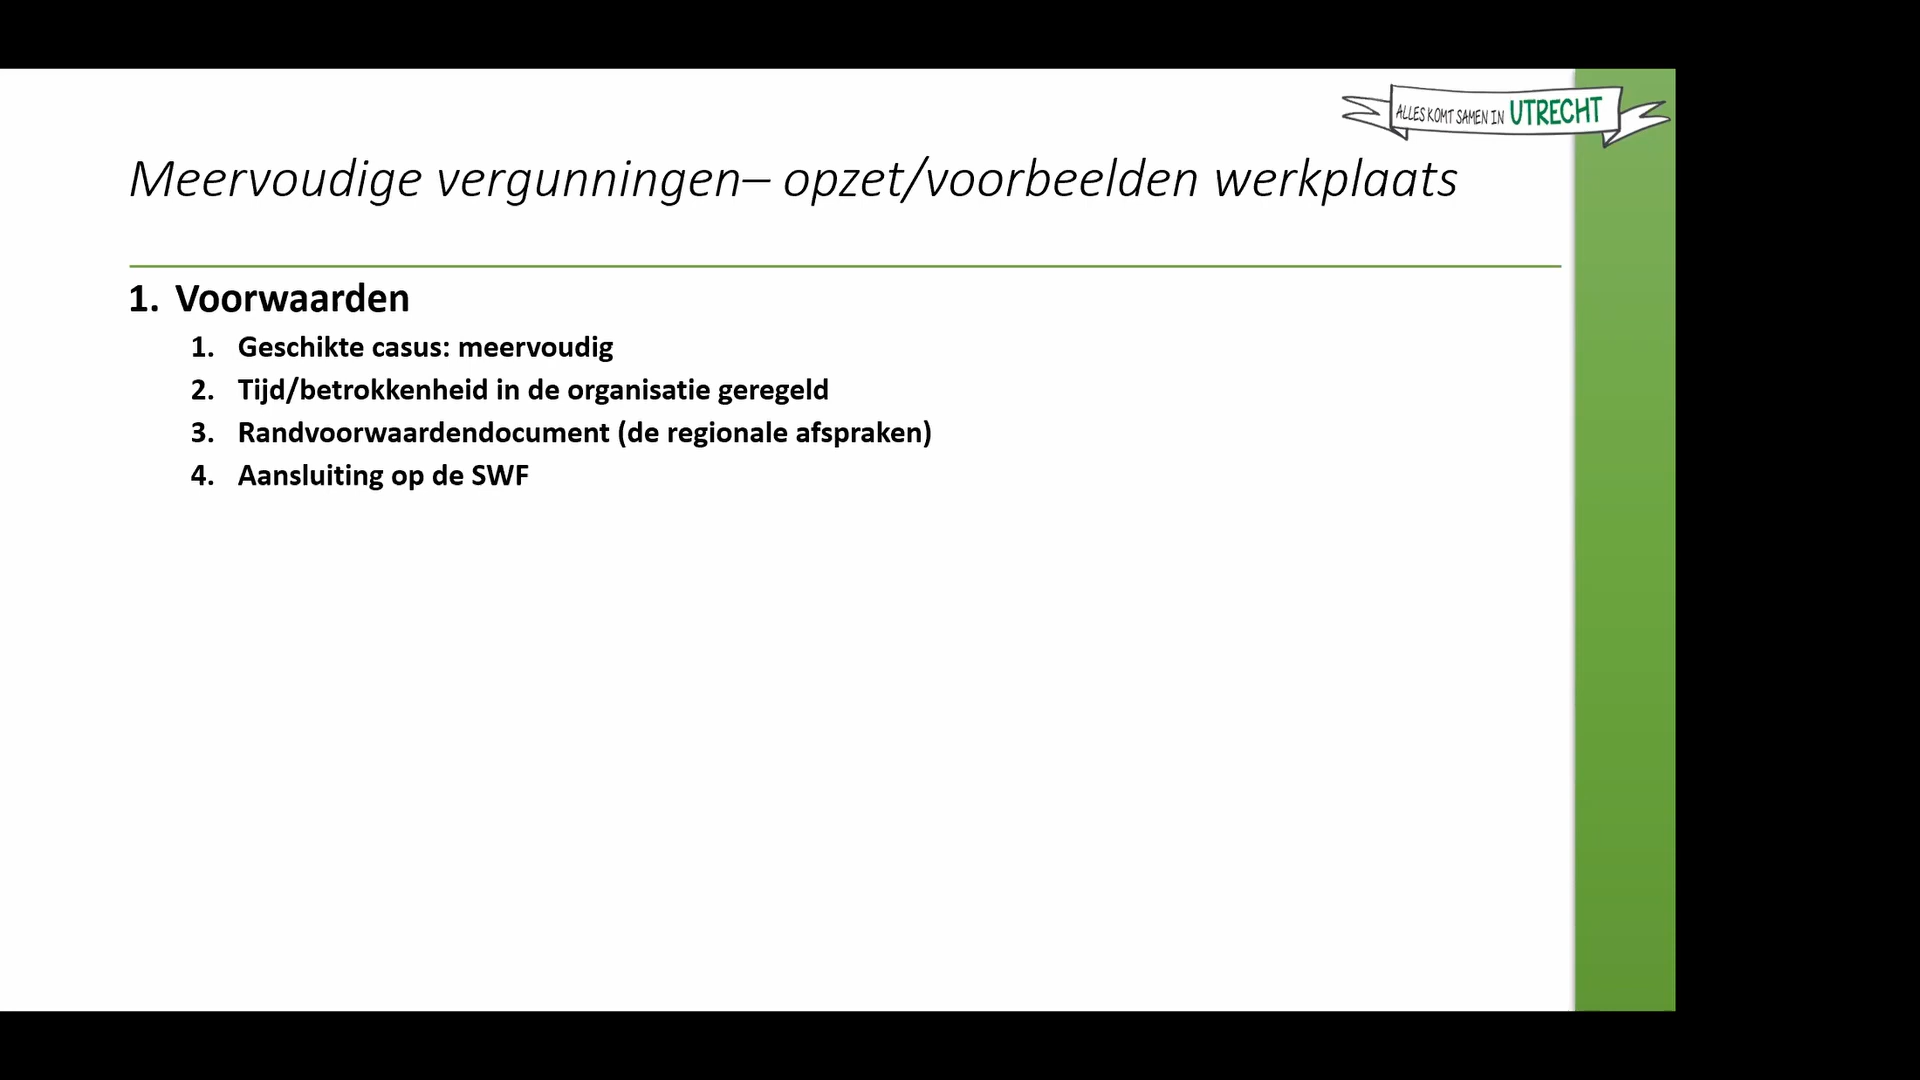 ALLES KOMT SAMEN IN UTRECHT
Meervoudige vergunningen– opzet/voorbeelden werkplaats
1. Voorwaarden
1. Geschikte casus: meervoudig
2. Tijd/betrokkenheid in de organisatie geregeld
3. Randvoorwaardendocument (de regionale afspraken)
4. Aansluiting op de SWF